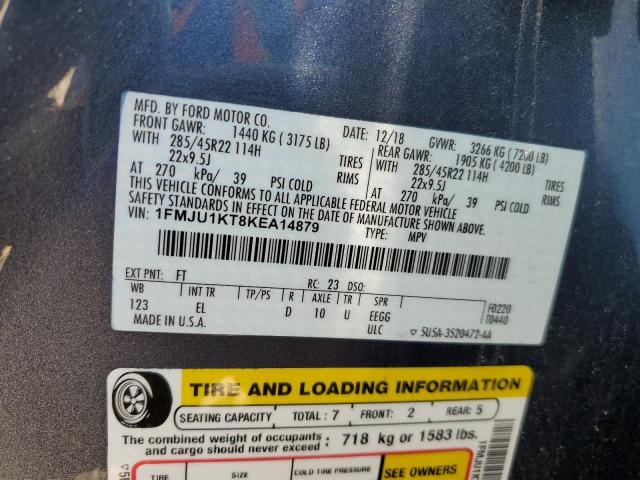 MFD. BY FORD MOTOR CO.
DATE: 12/18 GVWR: 3266 KG (7200 LB)
FRONT GAWR: 1440 KG (3175 LB) REAR GAWR: 1905 KG (4200 LB)
WITH 285/45R22 114H TIRES WITH 285/45R22 114H TIRES
22x9.5J RIMS 22x9.5J RIMS
AT 270 kPa/ 39 PSI COLD AT 270 kPa/ 39 PSI COLD
THIS VEHICLE CONFORMS TO ALL APPLICABLE FEDERAL MOTOR VEHICLE
SAFETY STANDARDS IN EFFECT ON THE DATE OF MANUFACTURE SHOWN ABOVE.
VIN: 1FMJU1KT8KEA14879 TYPE: MPV
EXT PNT: FT RC: 23 DSO:
WB INT TR TP/PS R AXLE TR SPR F0220
123 EL D 10 U EEGG T0440
MADE IN U.S.A. ULC ▽5U5A-3520472-AA
TIRE AND LOADING INFORMATION
SEATING CAPACITY TOTAL: 7 FRONT: 2 REAR: 5
The combined weight of occupants
and cargo should never exceed : 718 kg or 1583 lbs.
TIRE SIZE COLD TIRE PRESSURE SEE OWNERS
1FMJU1K